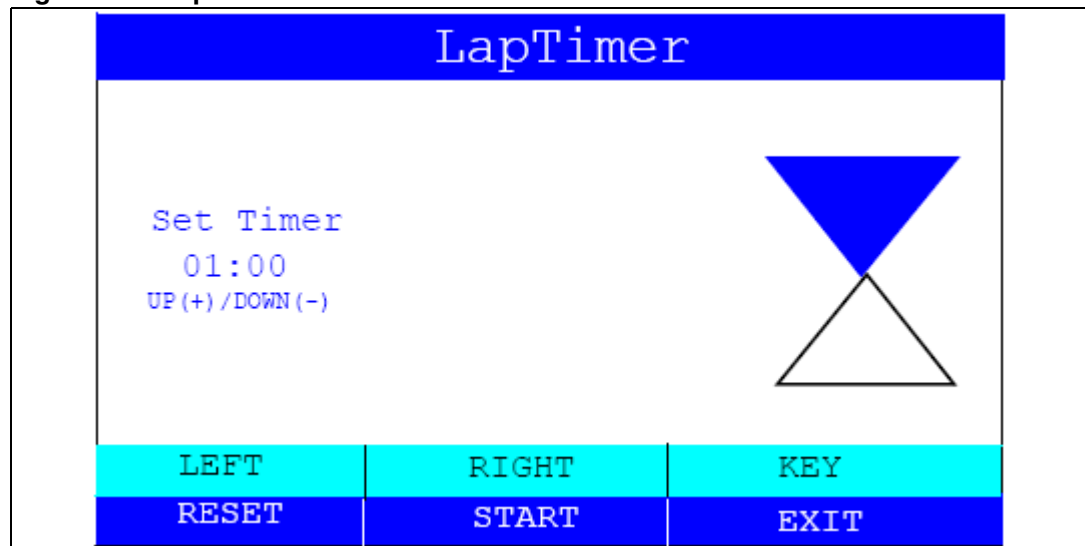 LapTimer
Set Timer
01:00
UP(+)/DOWN(-)
LEFT RIGHT KEY
RESET START EXIT